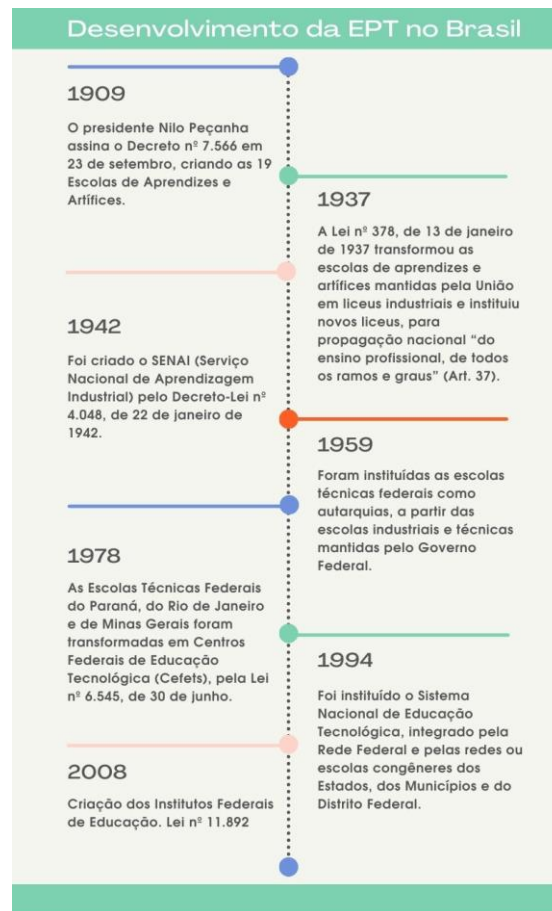 Desenvolvimento da EPT no Brasil
1909
O presidente Nilo Peçanha
assina o Decreto nº 7.566 em
23 de setembro, criando as 19
Escolas de Aprendizes e
Artífices.
1937
A Lei nº 378, de 13 de janeiro
de 1937 transformou as
escolas de aprendizes e
artífices mantidas pela União
em liceus industriais e instituiu
novos liceus, para
propagação nacional “do
ensino profissional, de todos
os ramos e graus” (Art. 37).
1942
Foi criado o SENAI (Serviço
Nacional de Aprendizagem
Industrial) pelo Decreto-Lei nº
4.048, de 22 de janeiro de
1942.
1959
Foram instituídas as escolas
técnicas federais como
autarquias, a partir das
escolas industriais e técnicas
mantidas pelo Governo
Federal.
1978
As Escolas Técnicas Federais
do Paraná, do Rio de Janeiro
e de Minas Gerais foram
transformadas em Centros
Federais de Educação
Tecnológica (Cefets), pela Lei
nº 6.545, de 30 de junho.
1994
Foi instituído o Sistema
Nacional de Educação
Tecnológica, integrado pela
Rede Federal e pelas redes ou
escolas congêneres dos
Estados, dos Municípios e do
Distrito Federal.
2008
Criação dos Institutos Federais
de Educação. Lei nº 11.892